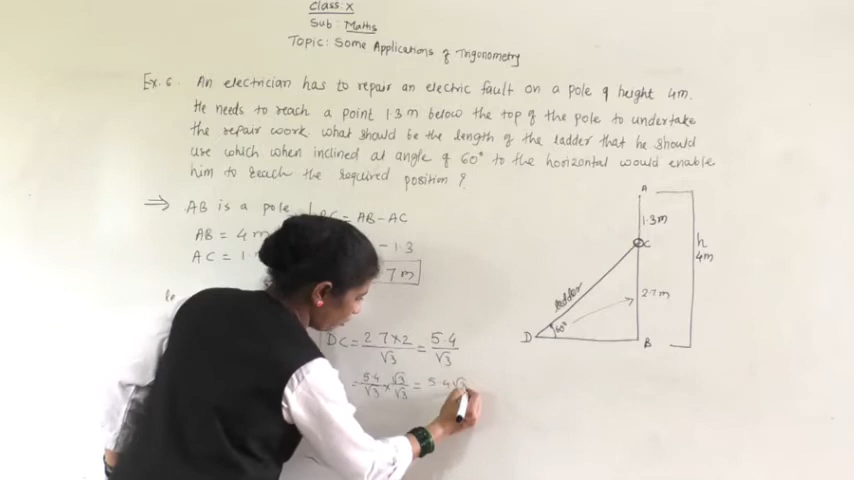 Class: X
Sub: Maths
Topic: Some Applications of Trigonometry
Ex. 6. An electrician has to repair an electric fault on a pole of height 4m.
He needs to reach a point 1.3 m below the top of the pole to undertake
the repair work. what should be the length of the ladder that he should
use which when inclined at angle of 60° to the horizontal would enable
him to reach the required position ?
⇒ AB is a pole
= AB - AC
AB = 4m
- 1.3
AC = 1.
7 m
DC = 2.7 × 2 / √3 = 5.4 / √3
= 5.4 / √3 × √3 / √3 = 5.4 √3
A
1.3m
C
h
4m
ladder
2.7m
60°
D
B